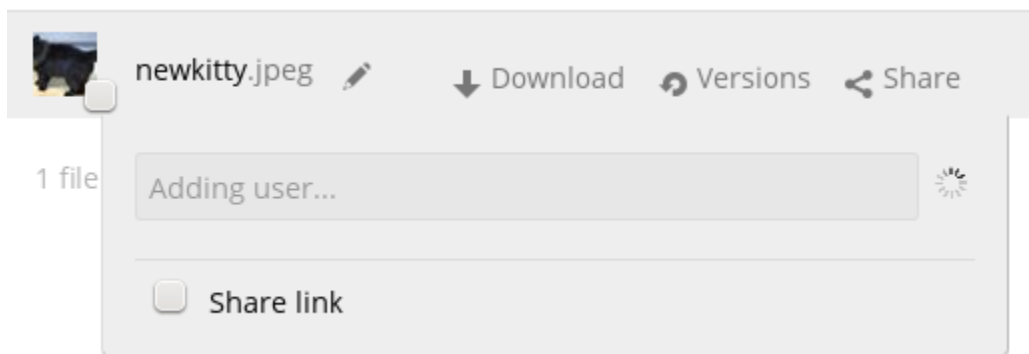 newkitty.jpeg Download Versions Share
1 file Adding user...
Share link